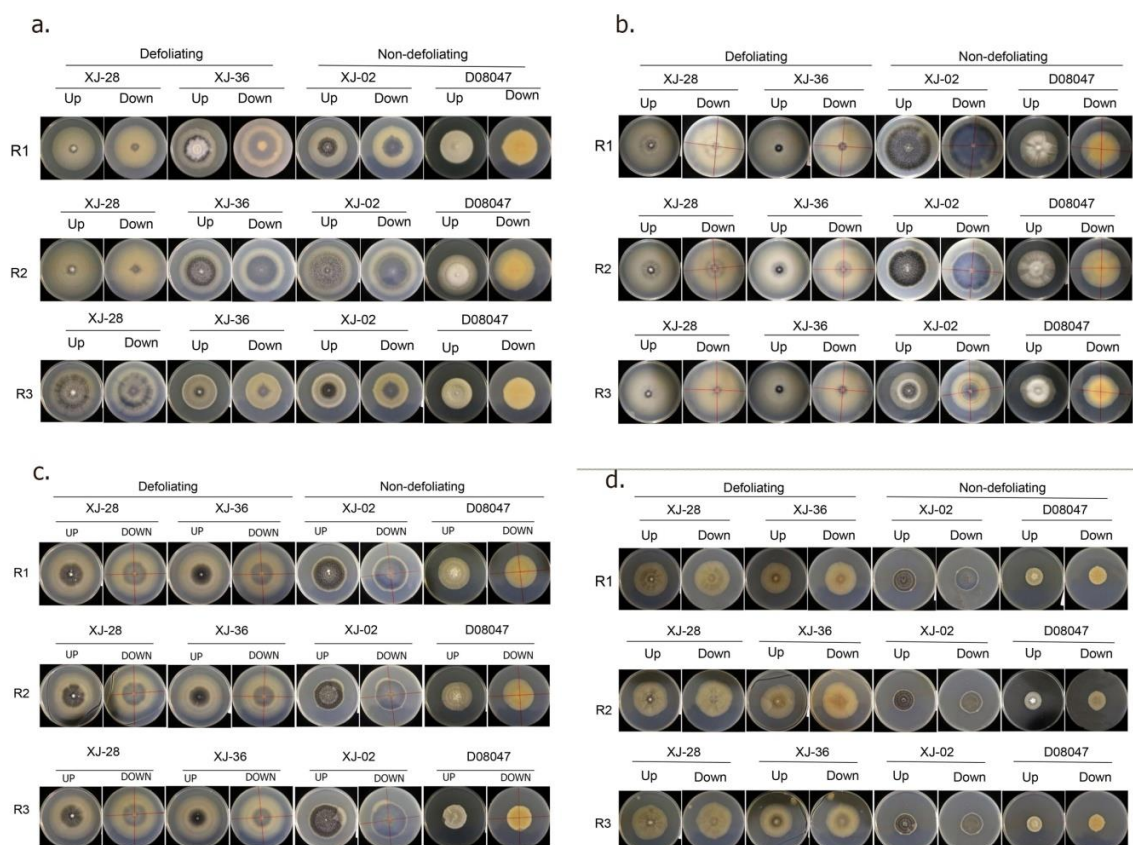 a.
Defoliating Non-defoliating
XJ-28 XJ-36 XJ-02 D08047
Up Down Up Down Up Down Up Down
R1
XJ-28 XJ-36 XJ-02 D08047
Up Down Up Down Up Down Up Down
R2
XJ-28 XJ-36 XJ-02 D08047
Up Down Up Down Up Down Up Down
R3
b.
Defoliating Non-defoliating
XJ-28 XJ-36 XJ-02 D08047
Up Down Up Down Up Down Up Down
R1
XJ-28 XJ-36 XJ-02 D08047
Up Down Up Down Up Down Up Down
R2
XJ-28 XJ-36 XJ-02 D08047
Up Down Up Down Up Down Up Down
R3
c.
Defoliating Non-defoliating
XJ-28 XJ-36 XJ-02 D08047
UP DOWN UP DOWN UP DOWN UP DOWN
R1
XJ-28 XJ-36 XJ-02 D08047
UP DOWN UP DOWN UP DOWN UP DOWN
R2
XJ-28 XJ-36 XJ-02 D08047
UP DOWN UP DOWN UP DOWN UP DOWN
R3
d.
Defoliating Non-defoliating
XJ-28 XJ-36 XJ-02 D08047
Up Down Up Down Up Down Up Down
R1
XJ-28 XJ-36 XJ-02 D08047
Up Down Up Down Up Down Up Down
R2
XJ-28 XJ-36 XJ-02 D08047
Up Down Up Down Up Down Up Down
R3